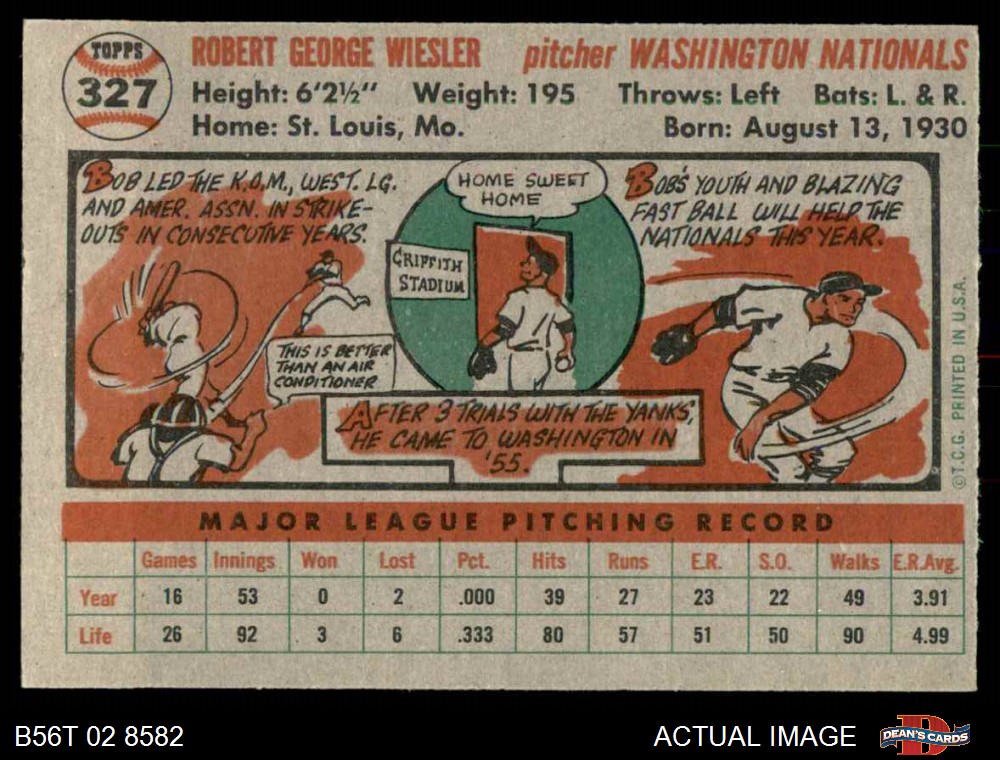 TOPPS
327
ROBERT GEORGE WIESLER pitcher WASHINGTON NATIONALS
Height: 6'2½" Weight: 195 Throws: Left Bats: L. & R.
Home: St. Louis, Mo. Born: August 13, 1930
BOB LED THE K.O.M., WEST. LG.
AND AMER. ASSN. IN STRIKE-
OUTS IN CONSECUTIVE YEARS.
THIS IS BETTER
THAN AN AIR
CONDITIONER
HOME SWEET
HOME
GRIFFITH
STADIUM
AFTER 3 TRIALS WITH THE YANKS,
HE CAME TO WASHINGTON IN
'55.
BOB'S YOUTH AND BLAZING
FAST BALL WILL HELP THE
NATIONALS THIS YEAR.
©T.C.G. PRINTED IN U.S.A.
MAJOR LEAGUE PITCHING RECORD
Games Innings Won Lost Pct. Hits Runs E.R. S.O. Walks E.R.Avg.
Year 16 53 0 2 .000 39 27 23 22 49 3.91
Life 26 92 3 6 .333 80 57 51 50 90 4.99
B56T 02 8582 ACTUAL IMAGE DEAN'S CARDS